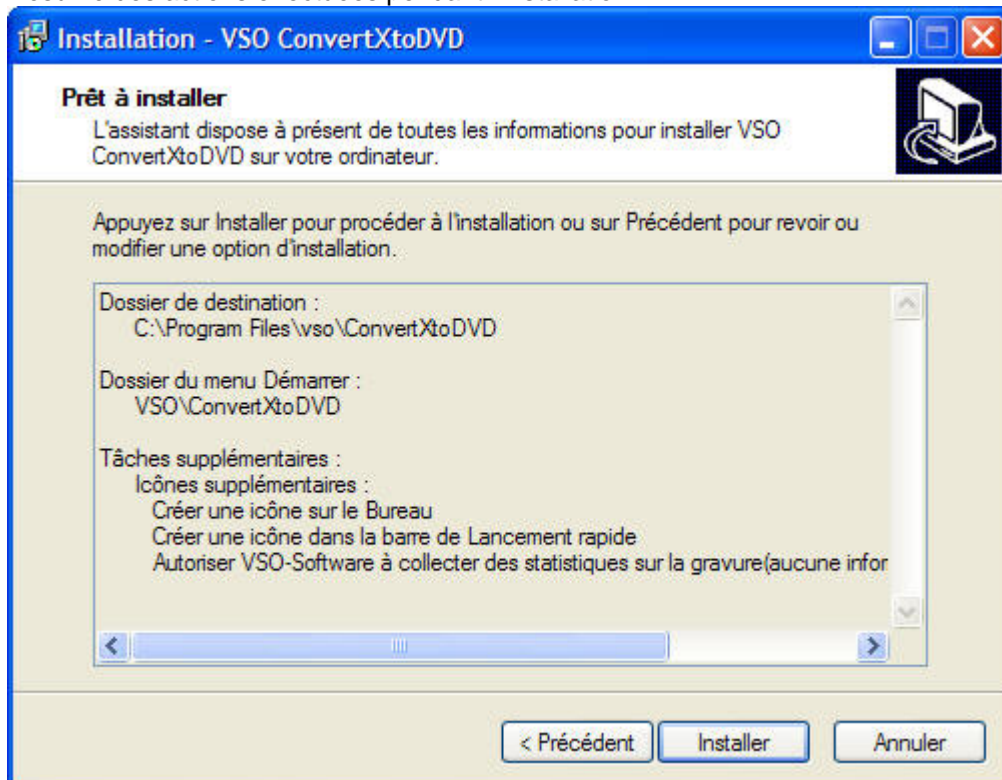 Installation - VSO ConvertXtoDVD
Prêt à installer
L'assistant dispose à présent de toutes les informations pour installer VSO
ConvertXtoDVD sur votre ordinateur.
Appuyez sur Installer pour procéder à l'installation ou sur Précédent pour revoir ou
modifier une option d'installation.
Dossier de destination :
C:\Program Files\vso\ConvertXtoDVD
Dossier du menu Démarrer :
VSO\ConvertXtoDVD
Tâches supplémentaires :
Icônes supplémentaires :
Créer une icône sur le Bureau
Créer une icône dans la barre de Lancement rapide
Autoriser VSO-Software à collecter des statistiques sur la gravure(aucune infor
< Précédent
Installer
Annuler